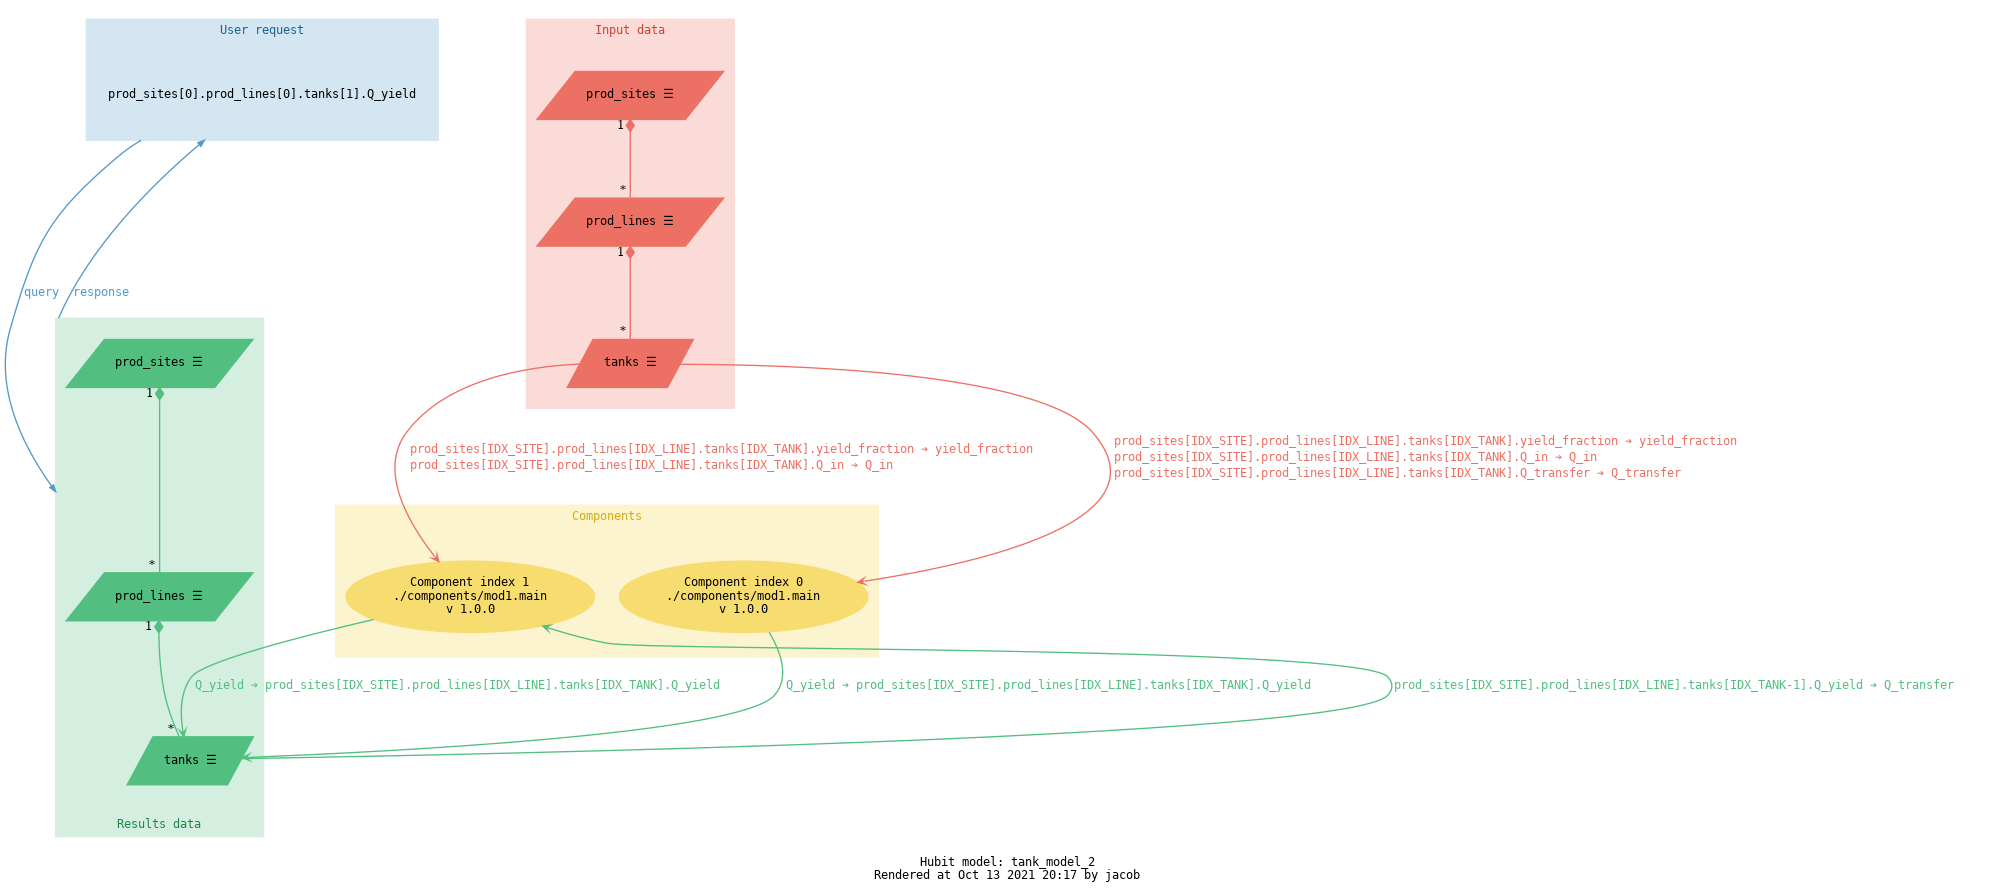 User request
prod_sites[0].prod_lines[0].tanks[1].Q_yield
Input data
prod_sites ☰
1
*
prod_lines ☰
1
*
tanks ☰
query
response
prod_sites[IDX_SITE].prod_lines[IDX_LINE].tanks[IDX_TANK].yield_fraction ➔ yield_fraction
prod_sites[IDX_SITE].prod_lines[IDX_LINE].tanks[IDX_TANK].Q_in ➔ Q_in
prod_sites[IDX_SITE].prod_lines[IDX_LINE].tanks[IDX_TANK].yield_fraction ➔ yield_fraction
prod_sites[IDX_SITE].prod_lines[IDX_LINE].tanks[IDX_TANK].Q_in ➔ Q_in
prod_sites[IDX_SITE].prod_lines[IDX_LINE].tanks[IDX_TANK].Q_transfer ➔ Q_transfer
Components
Component index 1
./components/mod1.main
v 1.0.0
Component index 0
./components/mod1.main
v 1.0.0
prod_sites ☰
1
*
prod_lines ☰
1
*
tanks ☰
Results data
Q_yield ➔ prod_sites[IDX_SITE].prod_lines[IDX_LINE].tanks[IDX_TANK].Q_yield
Q_yield ➔ prod_sites[IDX_SITE].prod_lines[IDX_LINE].tanks[IDX_TANK].Q_yield
prod_sites[IDX_SITE].prod_lines[IDX_LINE].tanks[IDX_TANK-1].Q_yield ➔ Q_transfer
Hubit model: tank_model_2
Rendered at Oct 13 2021 20:17 by jacob